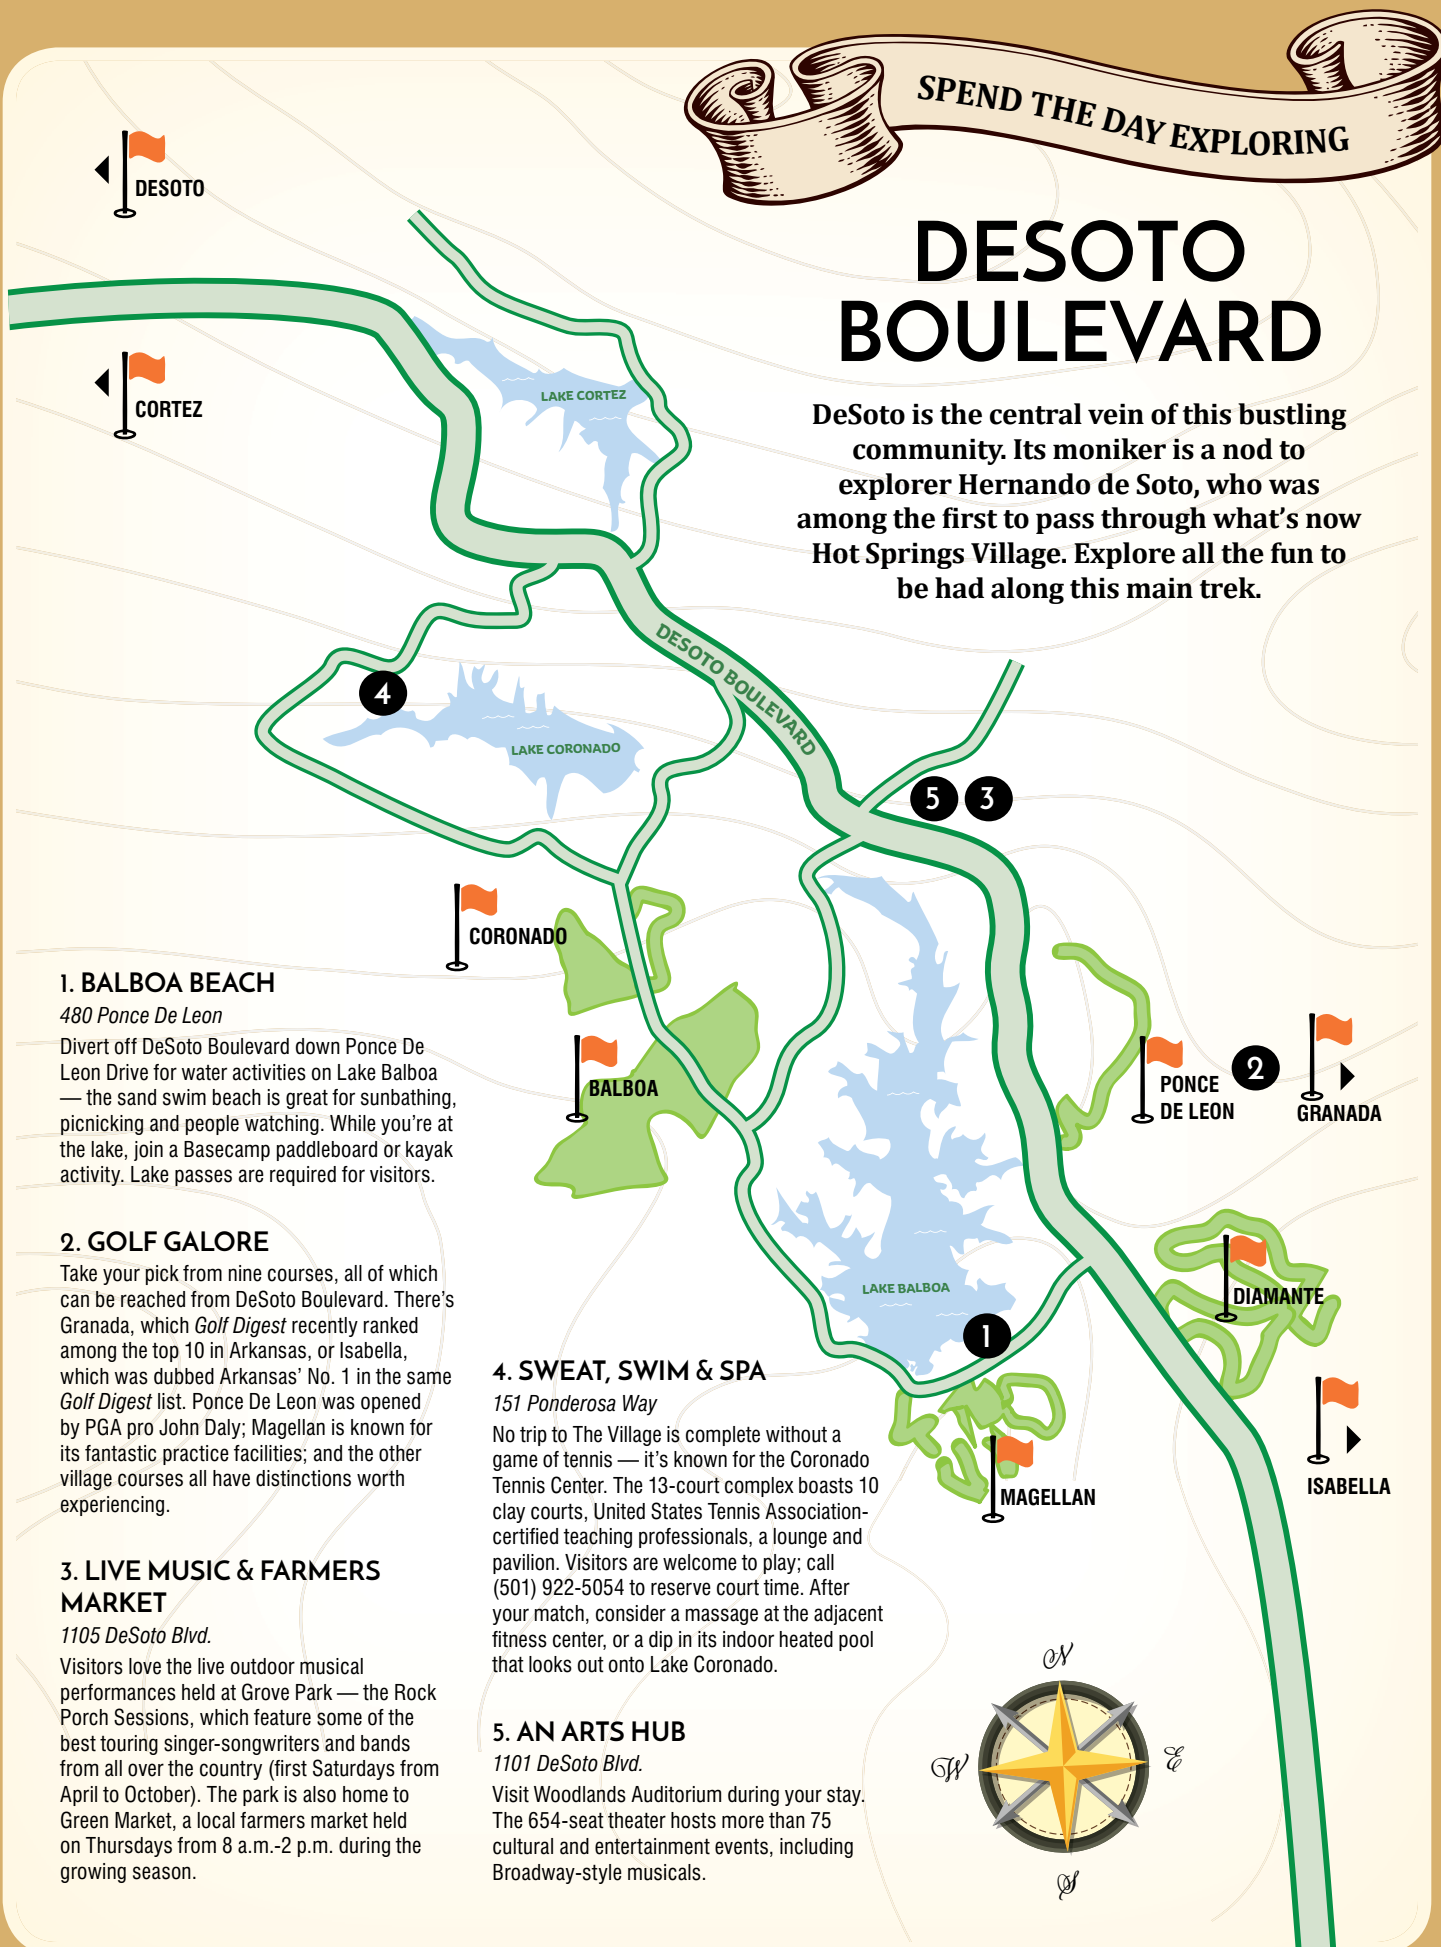 SPEND THE DAY EXPLORING
DESOTO
BOULEVARD
DeSoto is the central vein of this bustling
community. Its moniker is a nod to
explorer Hernando de Soto, who was
among the first to pass through what's now
Hot Springs Village. Explore all the fun to
be had along this main trek.
DESOTO
CORTEZ
LAKE CORTEZ
DESOTO BOULEVARD
4
LAKE CORONADO
5
3
CORONADO
BALBOA
PONCE
DE LEON
2
GRANADA
DIAMANTE
LAKE BALBOA
1
MAGELLAN
ISABELLA
1. BALBOA BEACH
480 Ponce De Leon
Divert off DeSoto Boulevard down Ponce De
Leon Drive for water activities on Lake Balboa
— the sand swim beach is great for sunbathing,
picnicking and people watching. While you're at
the lake, join a Basecamp paddleboard or kayak
activity. Lake passes are required for visitors.
2. GOLF GALORE
Take your pick from nine courses, all of which
can be reached from DeSoto Boulevard. There's
Granada, which Golf Digest recently ranked
among the top 10 in Arkansas, or Isabella,
which was dubbed Arkansas' No. 1 in the same
Golf Digest list. Ponce De Leon was opened
by PGA pro John Daly; Magellan is known for
its fantastic practice facilities; and the other
village courses all have distinctions worth
experiencing.
3. LIVE MUSIC & FARMERS
MARKET
1105 DeSoto Blvd.
Visitors love the live outdoor musical
performances held at Grove Park — the Rock
Porch Sessions, which feature some of the
best touring singer-songwriters and bands
from all over the country (first Saturdays from
April to October). The park is also home to
Green Market, a local farmers market held
on Thursdays from 8 a.m.-2 p.m. during the
growing season.
4. SWEAT, SWIM & SPA
151 Ponderosa Way
No trip to The Village is complete without a
game of tennis — it's known for the Coronado
Tennis Center. The 13-court complex boasts 10
clay courts, United States Tennis Association-
certified teaching professionals, a lounge and
pavilion. Visitors are welcome to play; call
(501) 922-5054 to reserve court time. After
your match, consider a massage at the adjacent
fitness center, or a dip in its indoor heated pool
that looks out onto Lake Coronado.
5. AN ARTS HUB
1101 DeSoto Blvd.
Visit Woodlands Auditorium during your stay.
The 654-seat theater hosts more than 75
cultural and entertainment events, including
Broadway-style musicals.
N
W
E
S